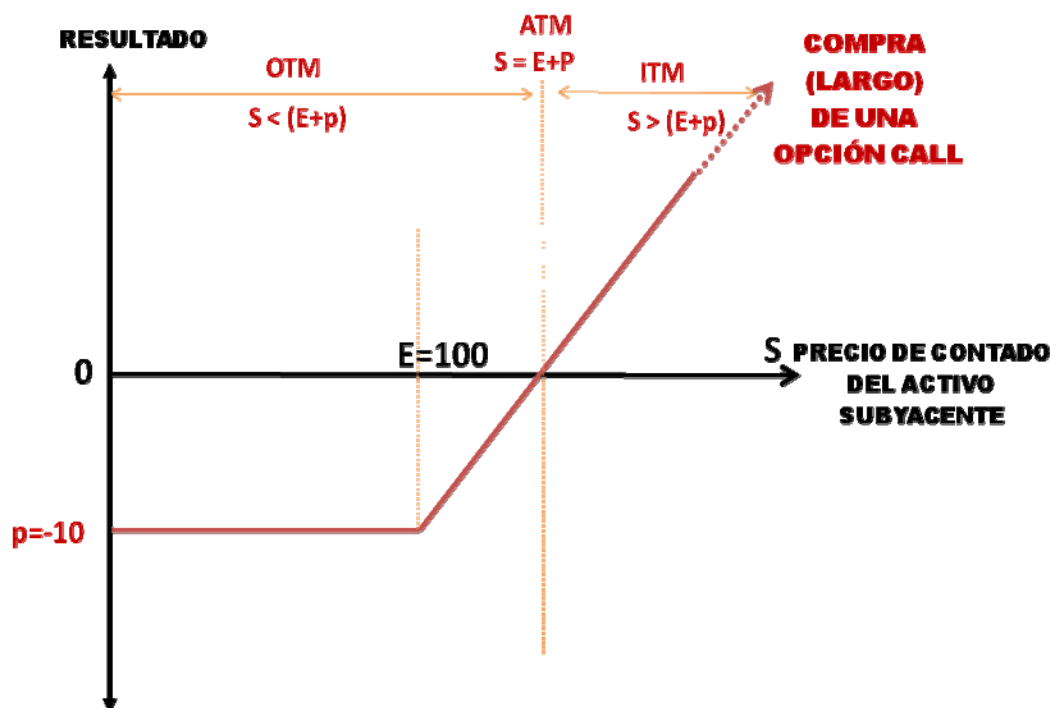 RESULTADO
ATM
S = E+P
OTM
ITM
S < (E+p)
S > (E+p)
COMPRA
(LARGO)
DE UNA
OPCIÓN CALL
E=100
0
S PRECIO DE CONTADO
DEL ACTIVO
SUBYACENTE
p=-10